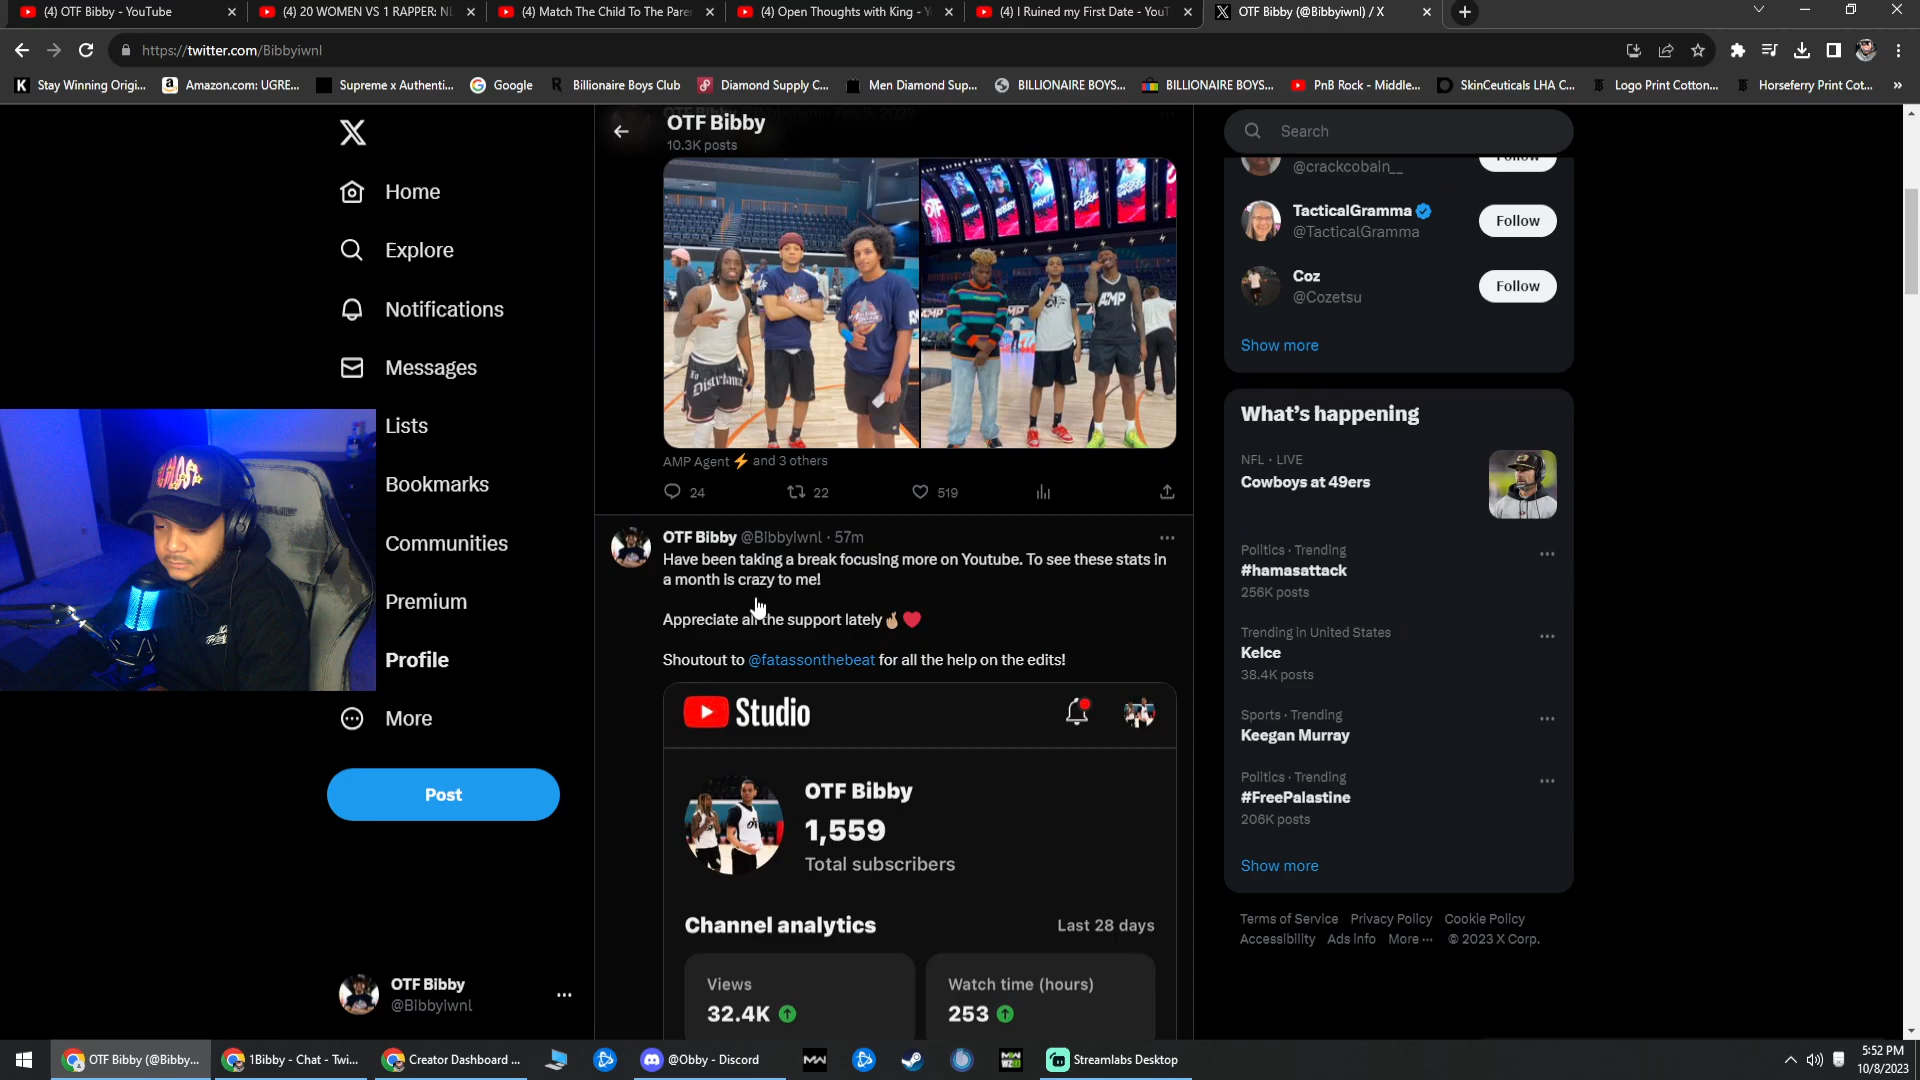 (4) OTF Bibby - YouTube
(4) 20 WOMEN VS 1 RAPPER: NL
(4) Match The Child To The Pare
(4) Open Thoughts with King - Y
(4) I Ruined my First Date - YouT
OTF Bibby (@Bibbyiwnl) / X
https://twitter.com/Bibbyiwnl
Stay Winning Origi...
Amazon.com: UGRE...
Supreme x Authenti...
Google
Billionaire Boys Club
Diamond Supply C...
Men Diamond Sup...
BILLIONAIRE BOYS...
BILLIONAIRE BOYS...
PnB Rock - Middle...
SkinCeuticals LHA C...
Logo Print Cotton...
Horseferry Print Cot...
»
Home
Explore
Notifications
Messages
Lists
Bookmarks
Communities
Premium
Profile
More
Post
OTF Bibby
@Bibbyiwnl
OTF Bibby
10.3K posts
AMP
AMP
AMP Agent ⚡ and 3 others
24
22
519
OTF Bibby @Bibbyiwnl · 57m
Have been taking a break focusing more on Youtube. To see these stats in
a month is crazy to me!
Appreciate all the support lately🤞🏽❤️
Shoutout to @fatassonthebeat for all the help on the edits!
Studio
OTF Bibby
1,559
Total subscribers
Channel analytics
Last 28 days
Views
32.4K
Watch time (hours)
253
Search
@crackcobain__
Follow
TacticalGramma
@TacticalGramma
Follow
Coz
@Cozetsu
Follow
Show more
What's happening
NFL · LIVE
Cowboys at 49ers
Politics · Trending
#hamasattack
256K posts
Trending in United States
Kelce
38.4K posts
Sports · Trending
Keegan Murray
Politics · Trending
#FreePalastine
206K posts
Show more
Terms of Service Privacy Policy Cookie Policy
Accessibility Ads info More ··· © 2023 X Corp.
OTF Bibby (@Bibby...
1Bibby - Chat - Twi...
Creator Dashboard ...
@Obby - Discord
Streamlabs Desktop
5:52 PM
10/8/2023